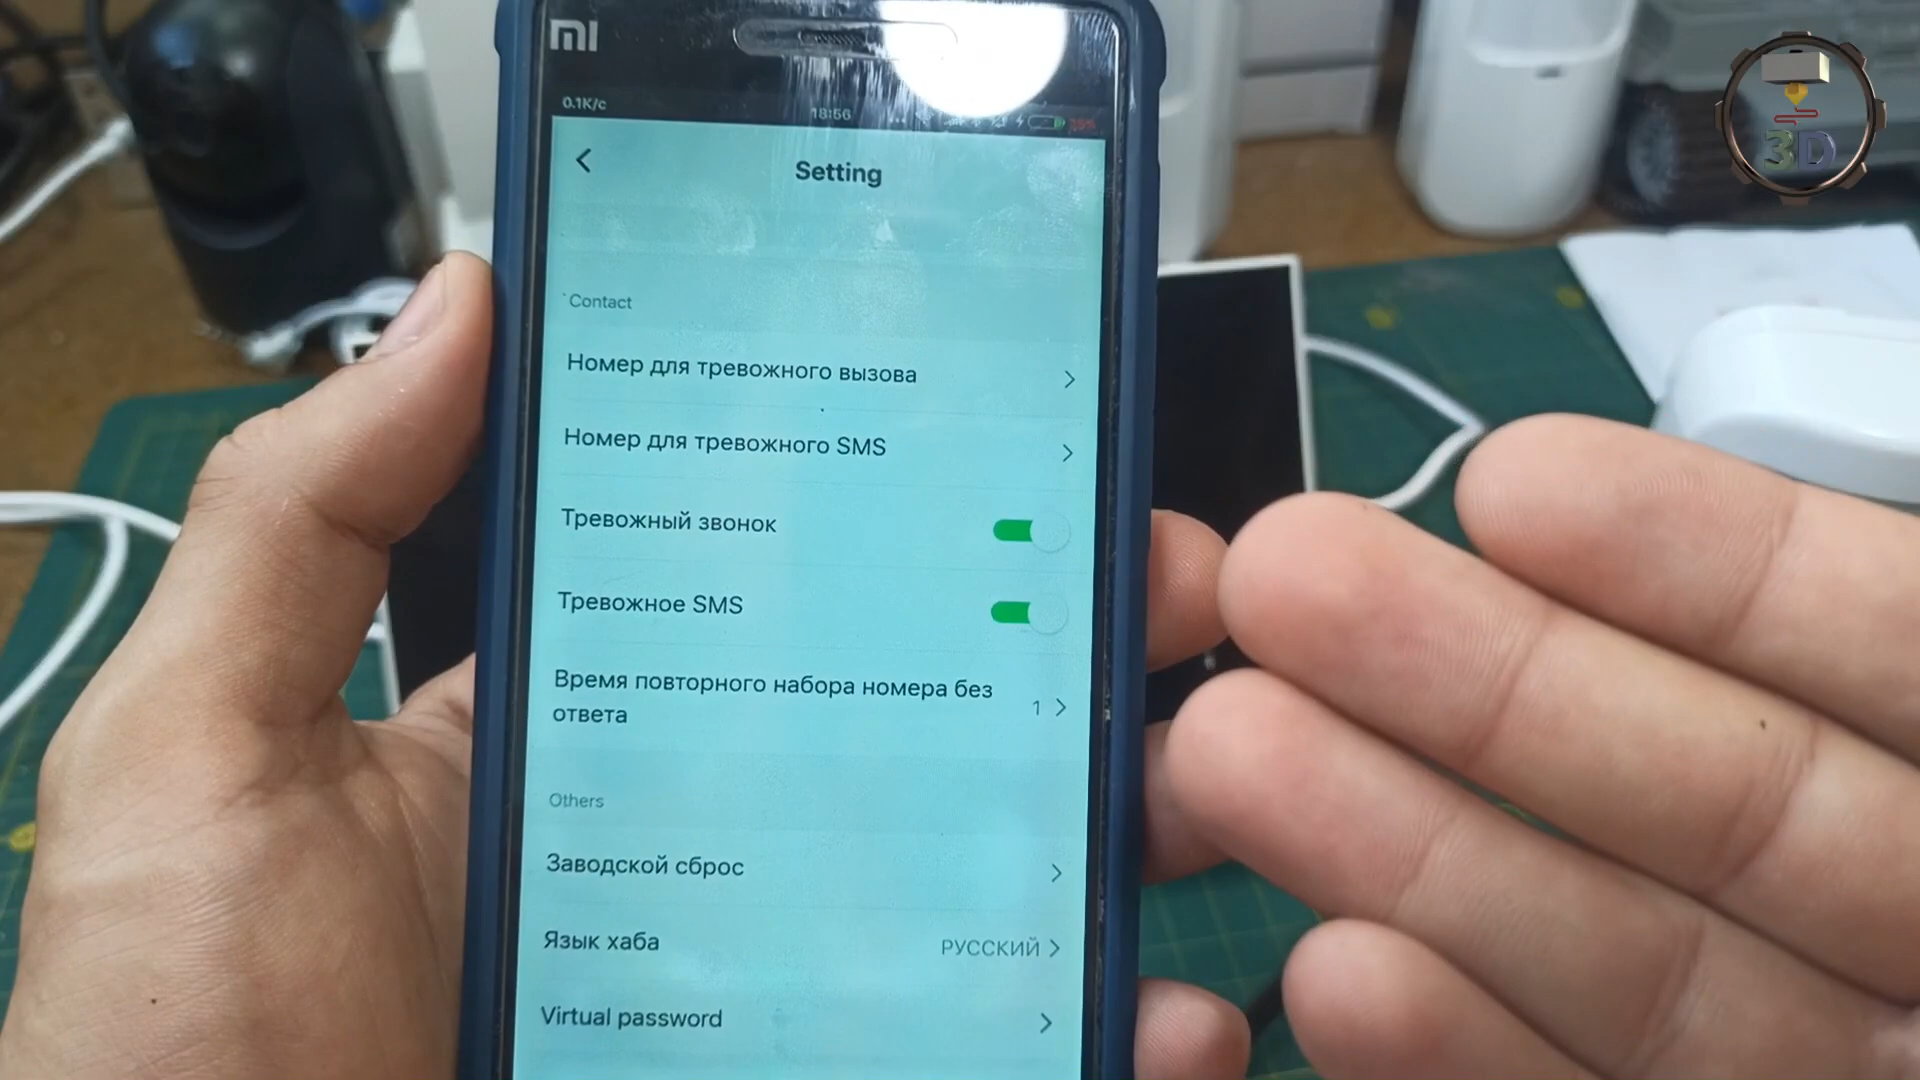 mi
0.1K/c
18:56
Setting
Contact
Номер для тревожного вызова
Номер для тревожного SMS
Тревожный звонок
Тревожное SMS
Время повторного набора номера без
ответа
1
Others
Заводской сброс
Язык хаба
РУССКИЙ
Virtual password
3D